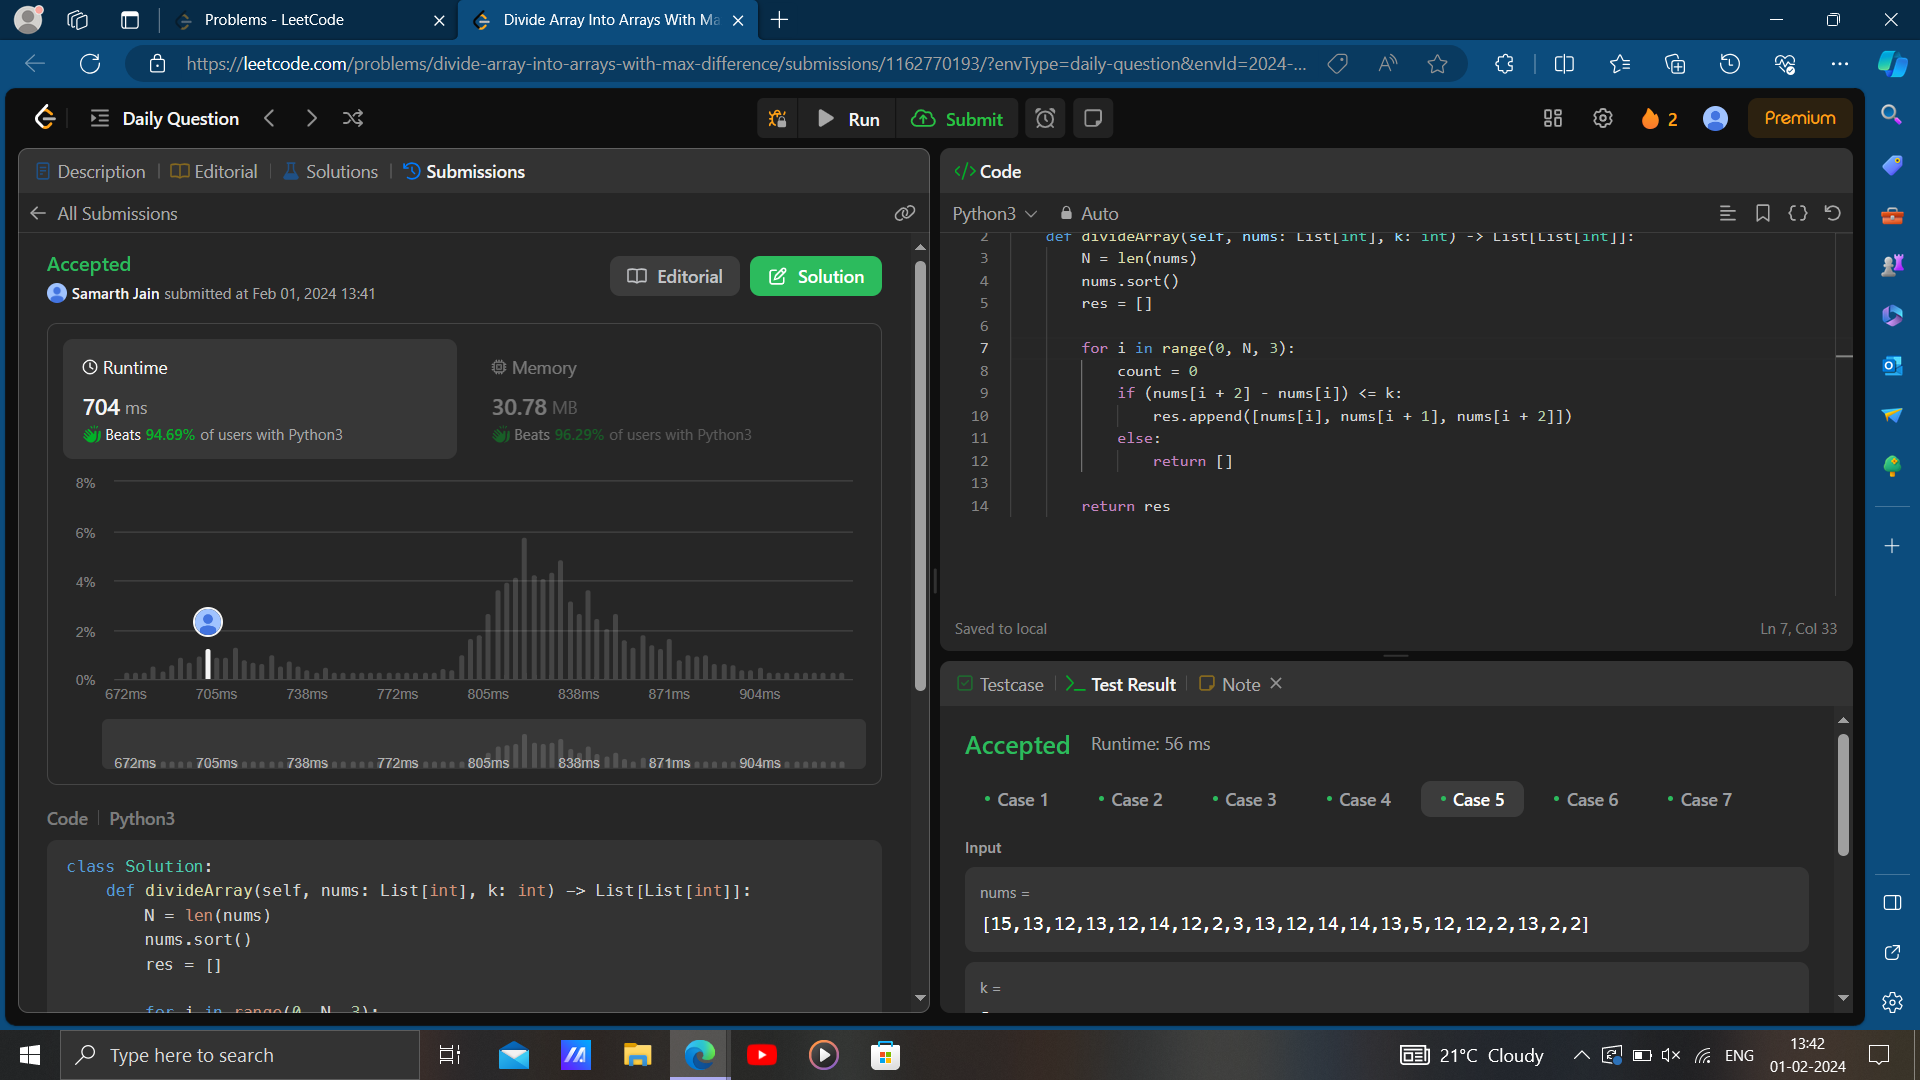 Problems - LeetCode
Divide Array Into Arrays With Ma
https://leetcode.com/problems/divide-array-into-arrays-with-max-difference/submissions/1162770193/?envType=daily-question&envId=2024-...
Daily Question
Run
Submit
2
Premium
Description
Editorial
Solutions
Submissions
All Submissions
Accepted
Samarth Jain submitted at Feb 01, 2024 13:41
Editorial
Solution
Runtime
704 ms
Beats 94.69% of users with Python3
Memory
30.78 MB
Beats 96.29% of users with Python3
8%
6%
4%
2%
0%
672ms 705ms 738ms 772ms 805ms 838ms 871ms 904ms
672ms 705ms 738ms 772ms 805ms 838ms 871ms 904ms
Code
Python3
class Solution:
def divideArray(self, nums: List[int], k: int) -> List[List[int]]:
N = len(nums)
nums.sort()
res = []
for i in range(0, N, 3):
</> Code
Python3
Auto
2 def divideArray(self, nums: List[int], k: int) -> List[List[int]]:
3 N = len(nums)
4 nums.sort()
5 res = []
6
7 for i in range(0, N, 3):
8 count = 0
9 if (nums[i + 2] - nums[i]) <= k:
10 res.append([nums[i], nums[i + 1], nums[i + 2]])
11 else:
12 return []
13
14 return res
Saved to local
Ln 7, Col 33
Testcase
Test Result
Note
Accepted
Runtime: 56 ms
Case 1
Case 2
Case 3
Case 4
Case 5
Case 6
Case 7
Input
nums =
[15,13,12,13,12,14,12,2,3,13,12,14,14,13,5,12,12,2,13,2,2]
k =
Type here to search
21°C Cloudy
ENG
13:42
01-02-2024